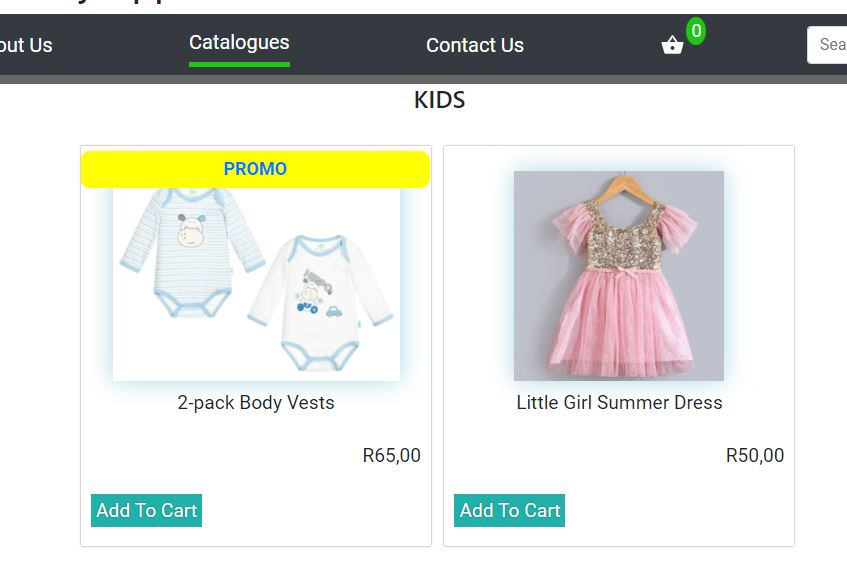 out Us
Catalogues
Contact Us
0
Sea
KIDS
PROMO
2-pack Body Vests
Little Girl Summer Dress
R65,00
R50,00
Add To Cart
Add To Cart